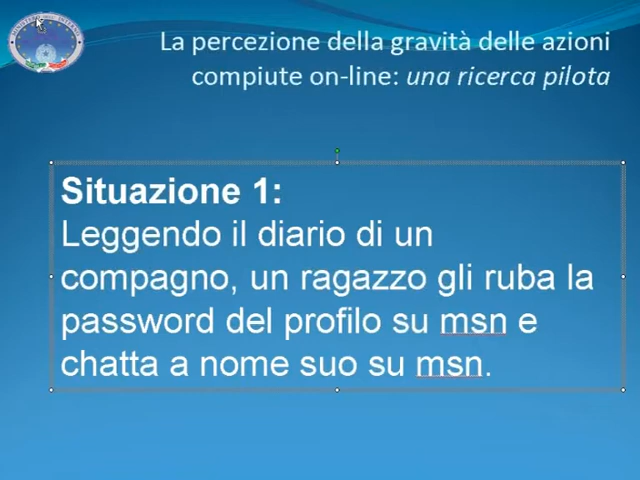 La percezione della gravità delle azioni
compiute on-line: una ricerca pilota
Situazione 1:
Leggendo il diario di un
compagno, un ragazzo gli ruba la
password del profilo su msn e
chatta a nome suo su msn.